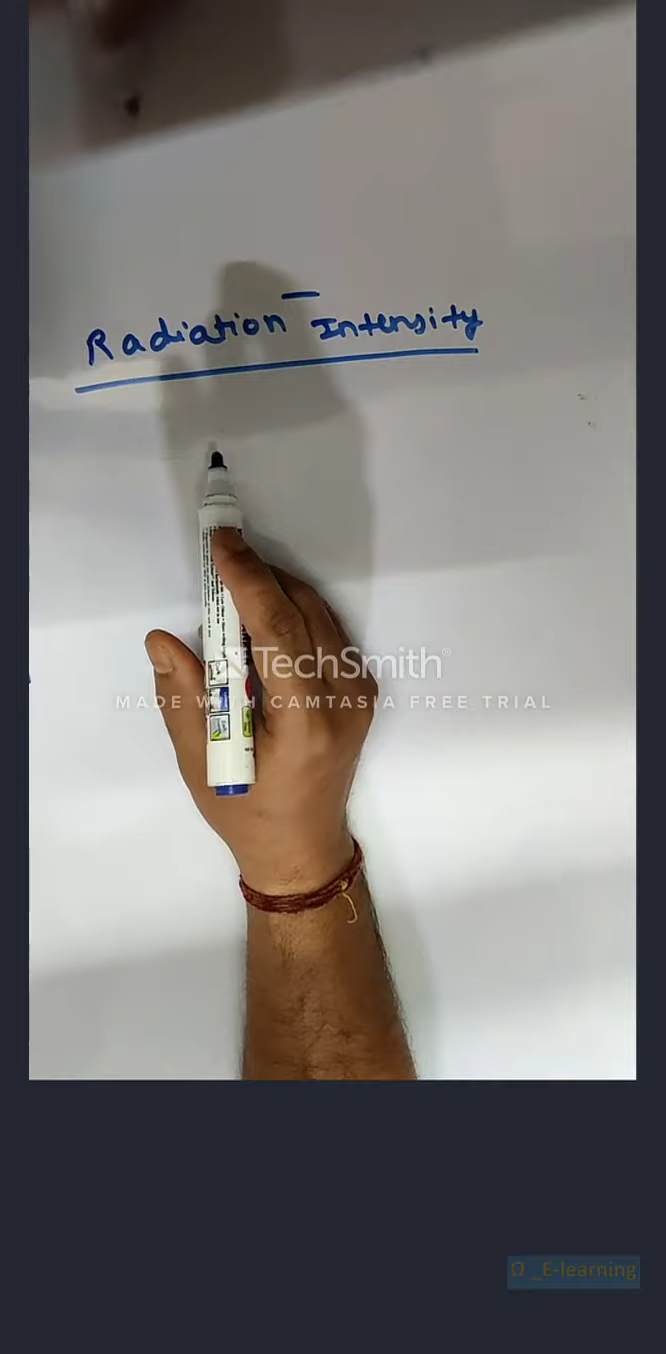 Radiation Intensity
TechSmith®
MADE WITH CAMTASIA FREE TRIAL
Ω _E-learning